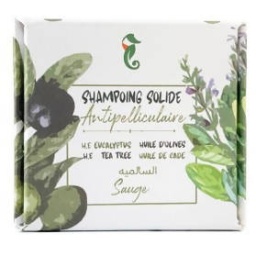 SHAMPOING SOLIDE
Antipelliculaire
H.E EUCALYPTUS HUILE D'OLIVES
H.E TEA TREE HUILE DE CADE
السالمية
Sauge